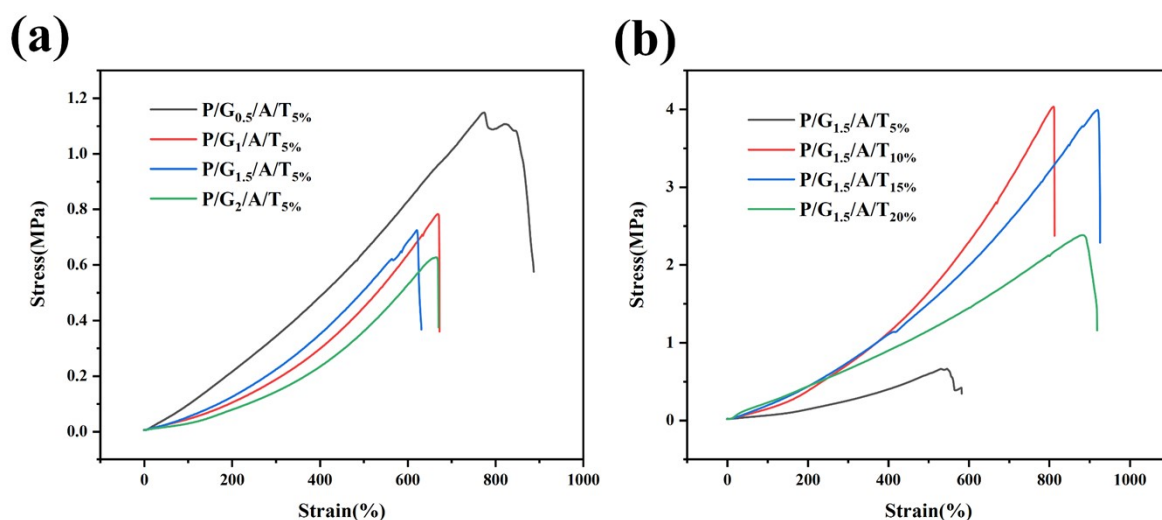 (a)
1.2
1.0
0.8
0.6
0.4
0.2
0.0
Stress(MPa)
P/G0.5/A/T5%
P/G1/A/T5%
P/G1.5/A/T5%
P/G2/A/T5%
0 200 400 600 800 1000
Strain(%)
(b)
4
3
2
1
0
Stress(MPa)
P/G1.5/A/T5%
P/G1.5/A/T10%
P/G1.5/A/T15%
P/G1.5/A/T20%
0 200 400 600 800 1000
Strain(%)